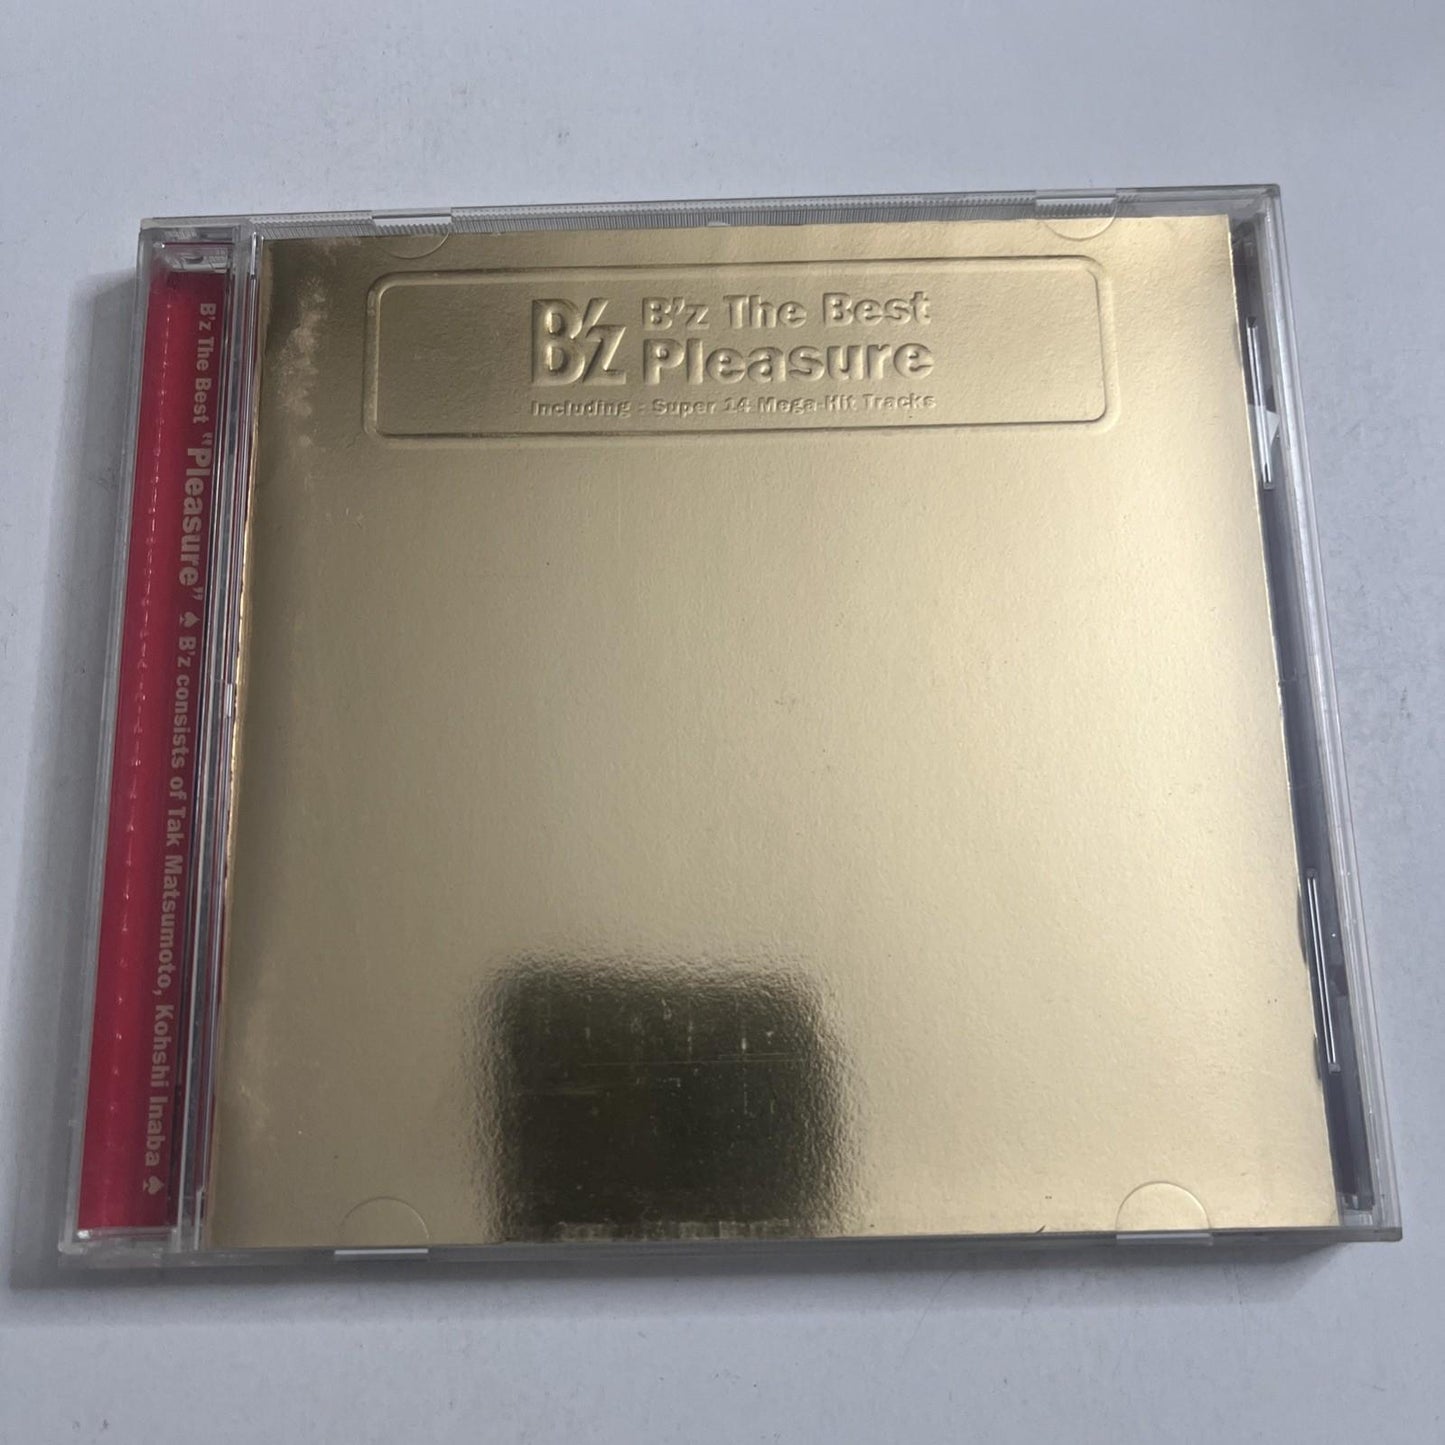 B'z
B'z The Best
Pleasure
Including : Super 14 Mega-Hit Tracks
B'z The Best "Pleasure" ♠ B'z consists of Tak Matsumoto, Kohshi Inaba ♠